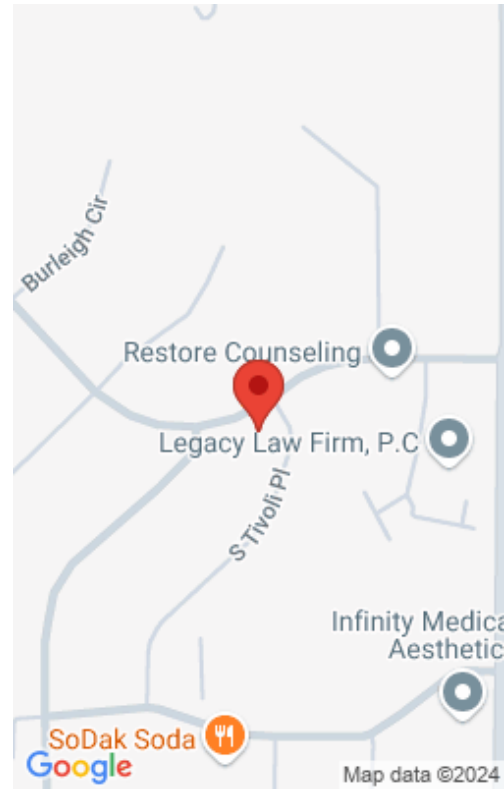 Burleigh Cir
Restore Counseling
Legacy Law Firm, P.C
S Tivoli Pl
Infinity Medica
Aesthetic
SoDak Soda
Google
Map data ©2024